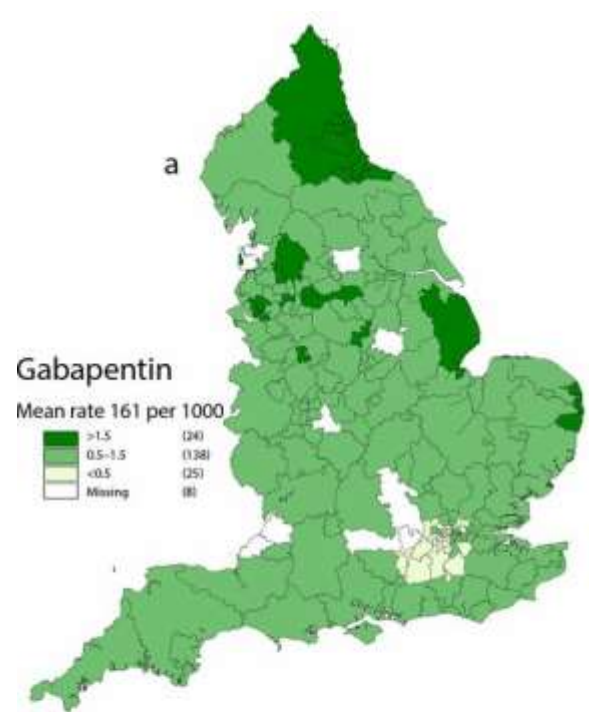 a
Gabapentin
Mean rate 161 per 1000
>1.5 (24)
0.5–1.5 (138)
<0.5 (25)
Missing (8)